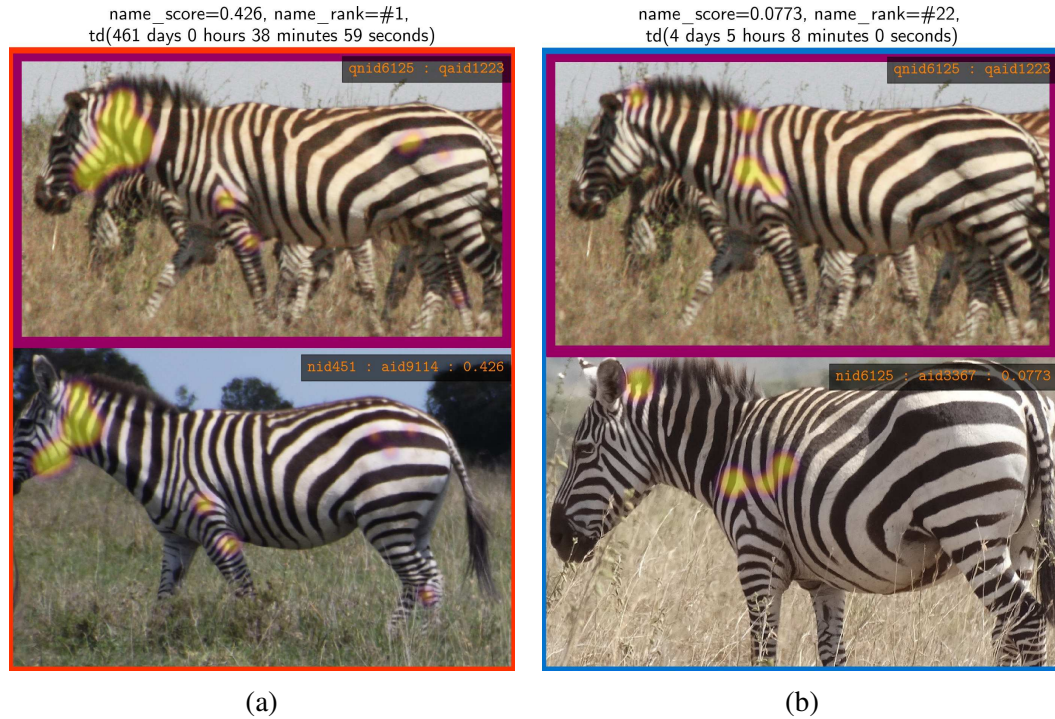 name_score=0.426, name_rank=#1,
td(461 days 0 hours 38 minutes 59 seconds)
qnid6125 : qaid1223
nid451 : aid9114 : 0.426
(a)
name_score=0.0773, name_rank=#22,
td(4 days 5 hours 8 minutes 0 seconds)
qnid6125 : qaid1223
nid6125 : aid3367 : 0.0773
(b)